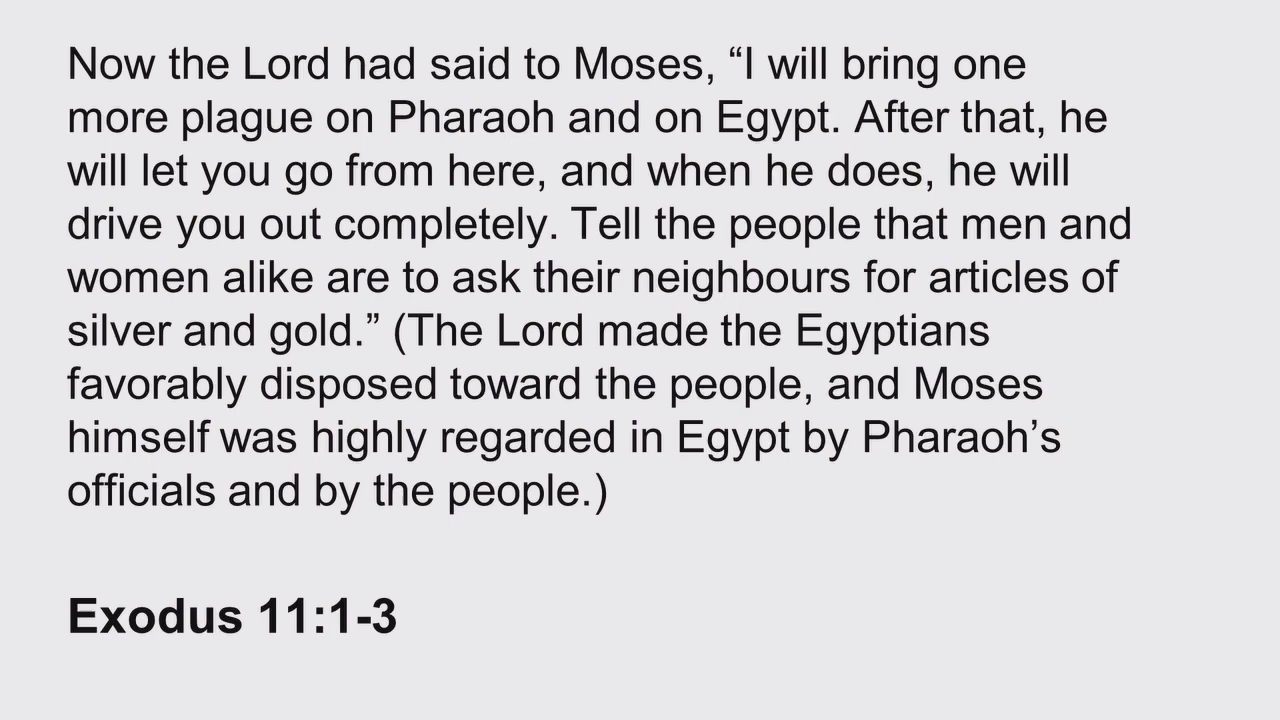 Now the Lord had said to Moses, “I will bring one
more plague on Pharaoh and on Egypt. After that, he
will let you go from here, and when he does, he will
drive you out completely. Tell the people that men and
women alike are to ask their neighbours for articles of
silver and gold.” (The Lord made the Egyptians
favorably disposed toward the people, and Moses
himself was highly regarded in Egypt by Pharaoh’s
officials and by the people.)
Exodus 11:1-3